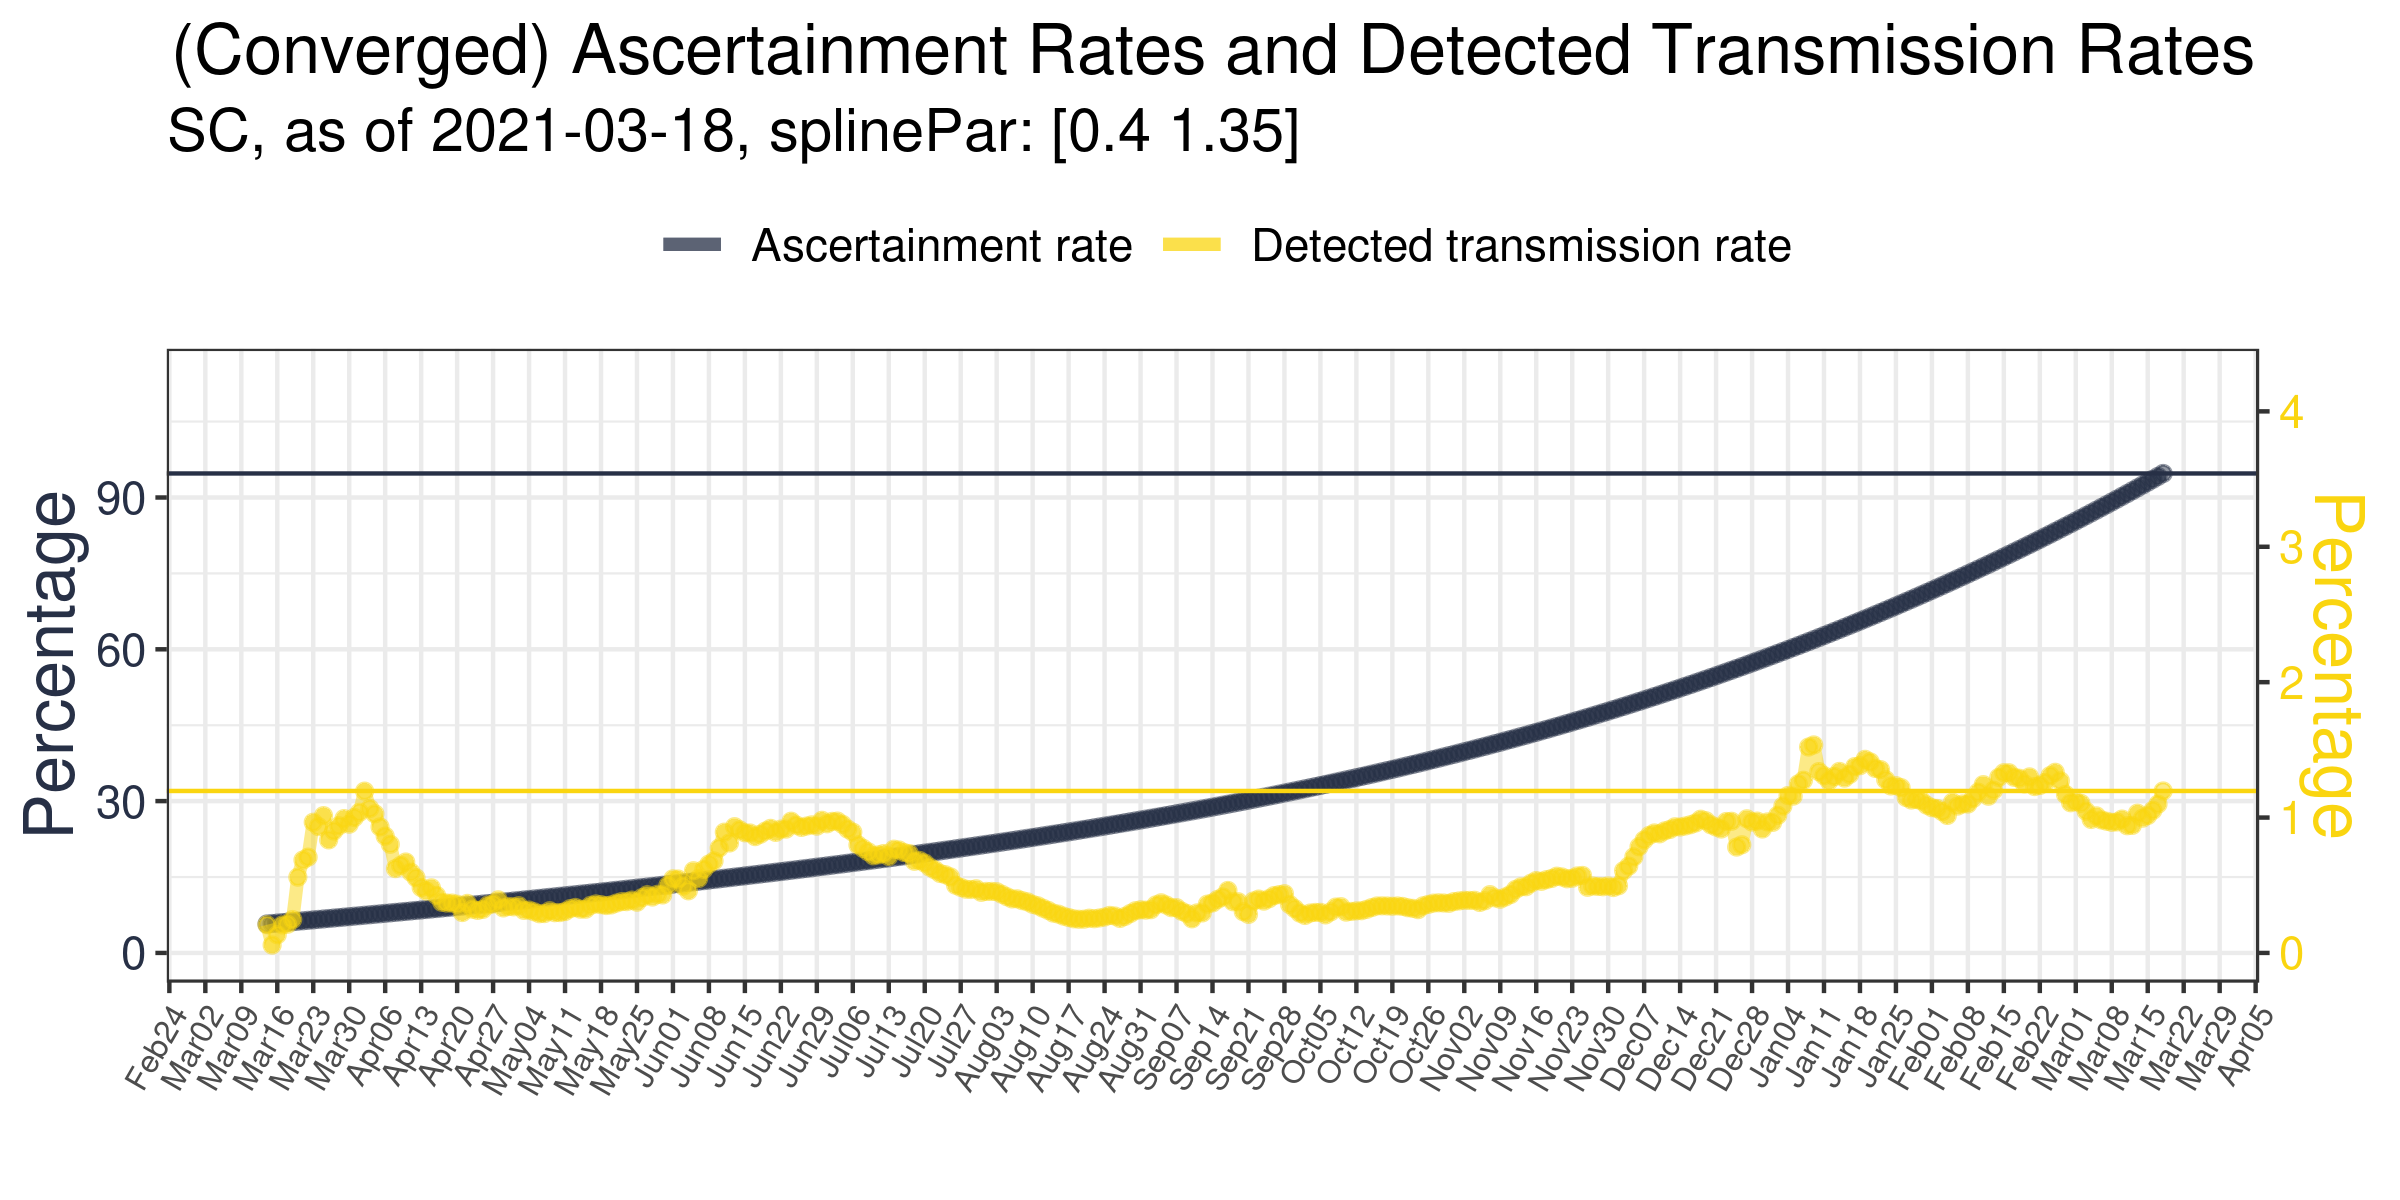 (Converged) Ascertainment Rates and Detected Transmission Rates
SC, as of 2021-03-18, splinePar: [0.4 1.35]
Ascertainment rate Detected transmission rate
Percentage
90
60
30
0
4
3
2
1
0
Percentage
Feb24 Mar02 Mar09 Mar16 Mar23 Mar30 Apr06 Apr13 Apr20 Apr27 May04 May11 May18 May25 Jun01 Jun08 Jun15 Jun22 Jun29 Jul06 Jul13 Jul20 Jul27 Aug03 Aug10 Aug17 Aug24 Aug31 Sep07 Sep14 Sep21 Sep28 Oct05 Oct12 Oct19 Oct26 Nov02 Nov09 Nov16 Nov23 Nov30 Dec07 Dec14 Dec21 Dec28 Jan04 Jan11 Jan18 Jan25 Feb01 Feb08 Feb15 Feb22 Mar01 Mar08 Mar15 Mar22 Mar29 Apr05